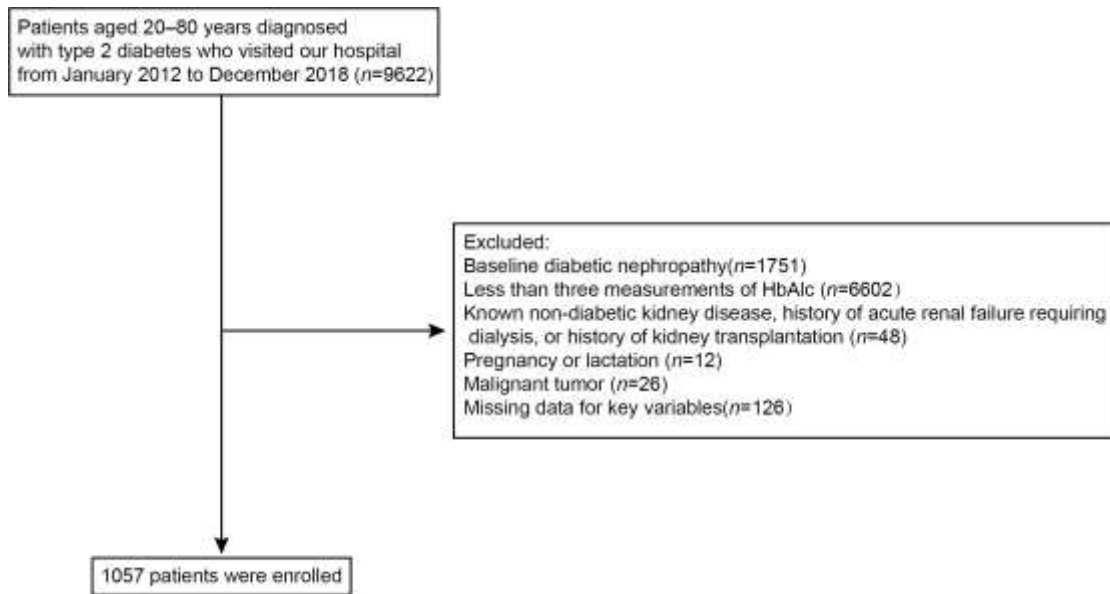 Patients aged 20–80 years diagnosed
with type 2 diabetes who visited our hospital
from January 2012 to December 2018 (n=9622)
Excluded:
Baseline diabetic nephropathy(n=1751)
Less than three measurements of HbAlc (n=6602)
Known non-diabetic kidney disease, history of acute renal failure requiring
dialysis, or history of kidney transplantation (n=48)
Pregnancy or lactation (n=12)
Malignant tumor (n=26)
Missing data for key variables(n=126)
1057 patients were enrolled